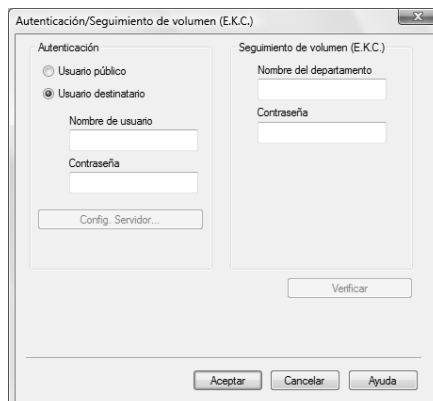 Autenticación/Seguimiento de volumen (E.K.C.)
Autenticación
Usuario público
Usuario destinatario
Nombre de usuario
Contraseña
Config. Servidor...
Seguimiento de volumen (E.K.C.)
Nombre del departamento
Contraseña
Verificar
Aceptar
Cancelar
Ayuda